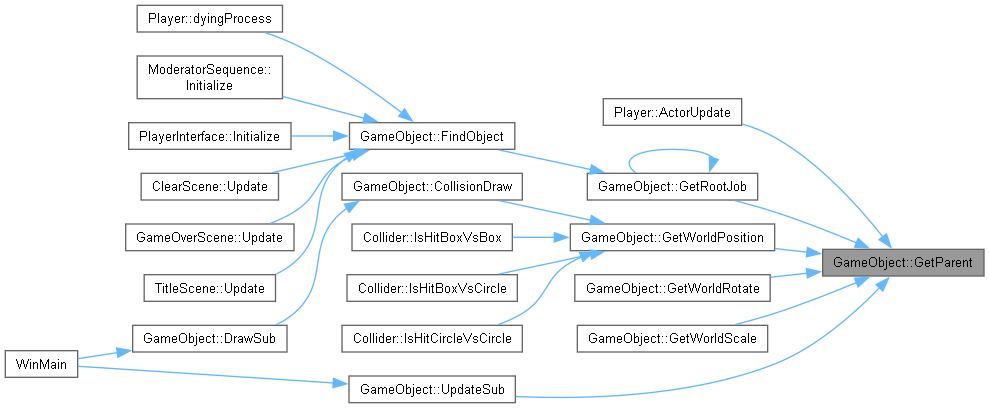 Player::dyingProcess
ModeratorSequence::
Initialize
PlayerInterface::Initialize
ClearScene::Update
GameOverScene::Update
TitleScene::Update
GameObject::DrawSub
WinMain
GameObject::FindObject
GameObject::CollisionDraw
Collider::IsHitBoxVsBox
Collider::IsHitBoxVsCircle
Collider::IsHitCircleVsCircle
GameObject::UpdateSub
Player::ActorUpdate
GameObject::GetRootJob
GameObject::GetWorldPosition
GameObject::GetWorldRotate
GameObject::GetWorldScale
GameObject::GetParent